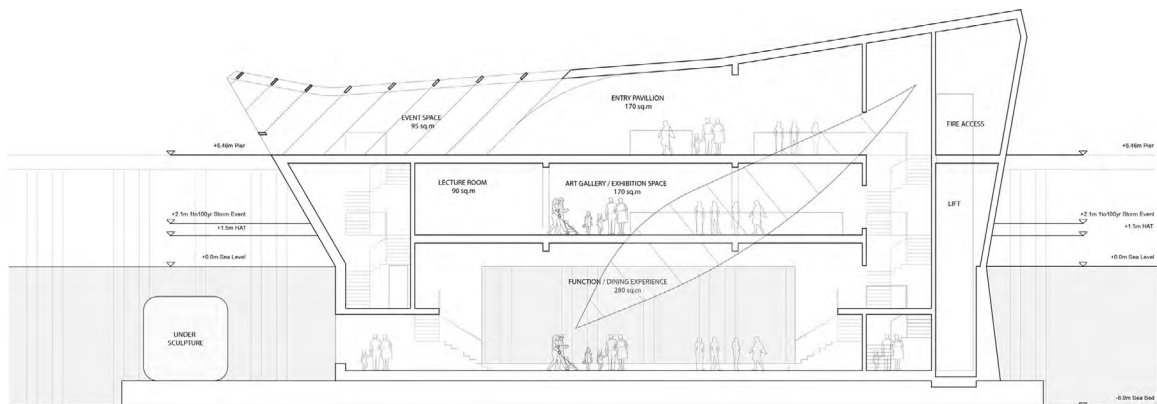 ENTRY PAVILLION
170 sq.m
EVENT SPACE
95 sq.m
FIRE ACCESS
+5.46m Pier
+5.46m Pier
LECTURE ROOM
90 sq.m
ART GALLERY / EXHIBITION SPACE
170 sq.m
LIFT
+2.1m 1to100yr Storm Event
+2.1m 1to100yr Storm Event
+1.5m HAT
+1.5m HAT
+0.0m Sea Level
+0.0m Sea Level
FUNCTION / DINING EXPERIENCE
280 sq.m
UNDER
SCULPTURE
-6.9m Sea Bed